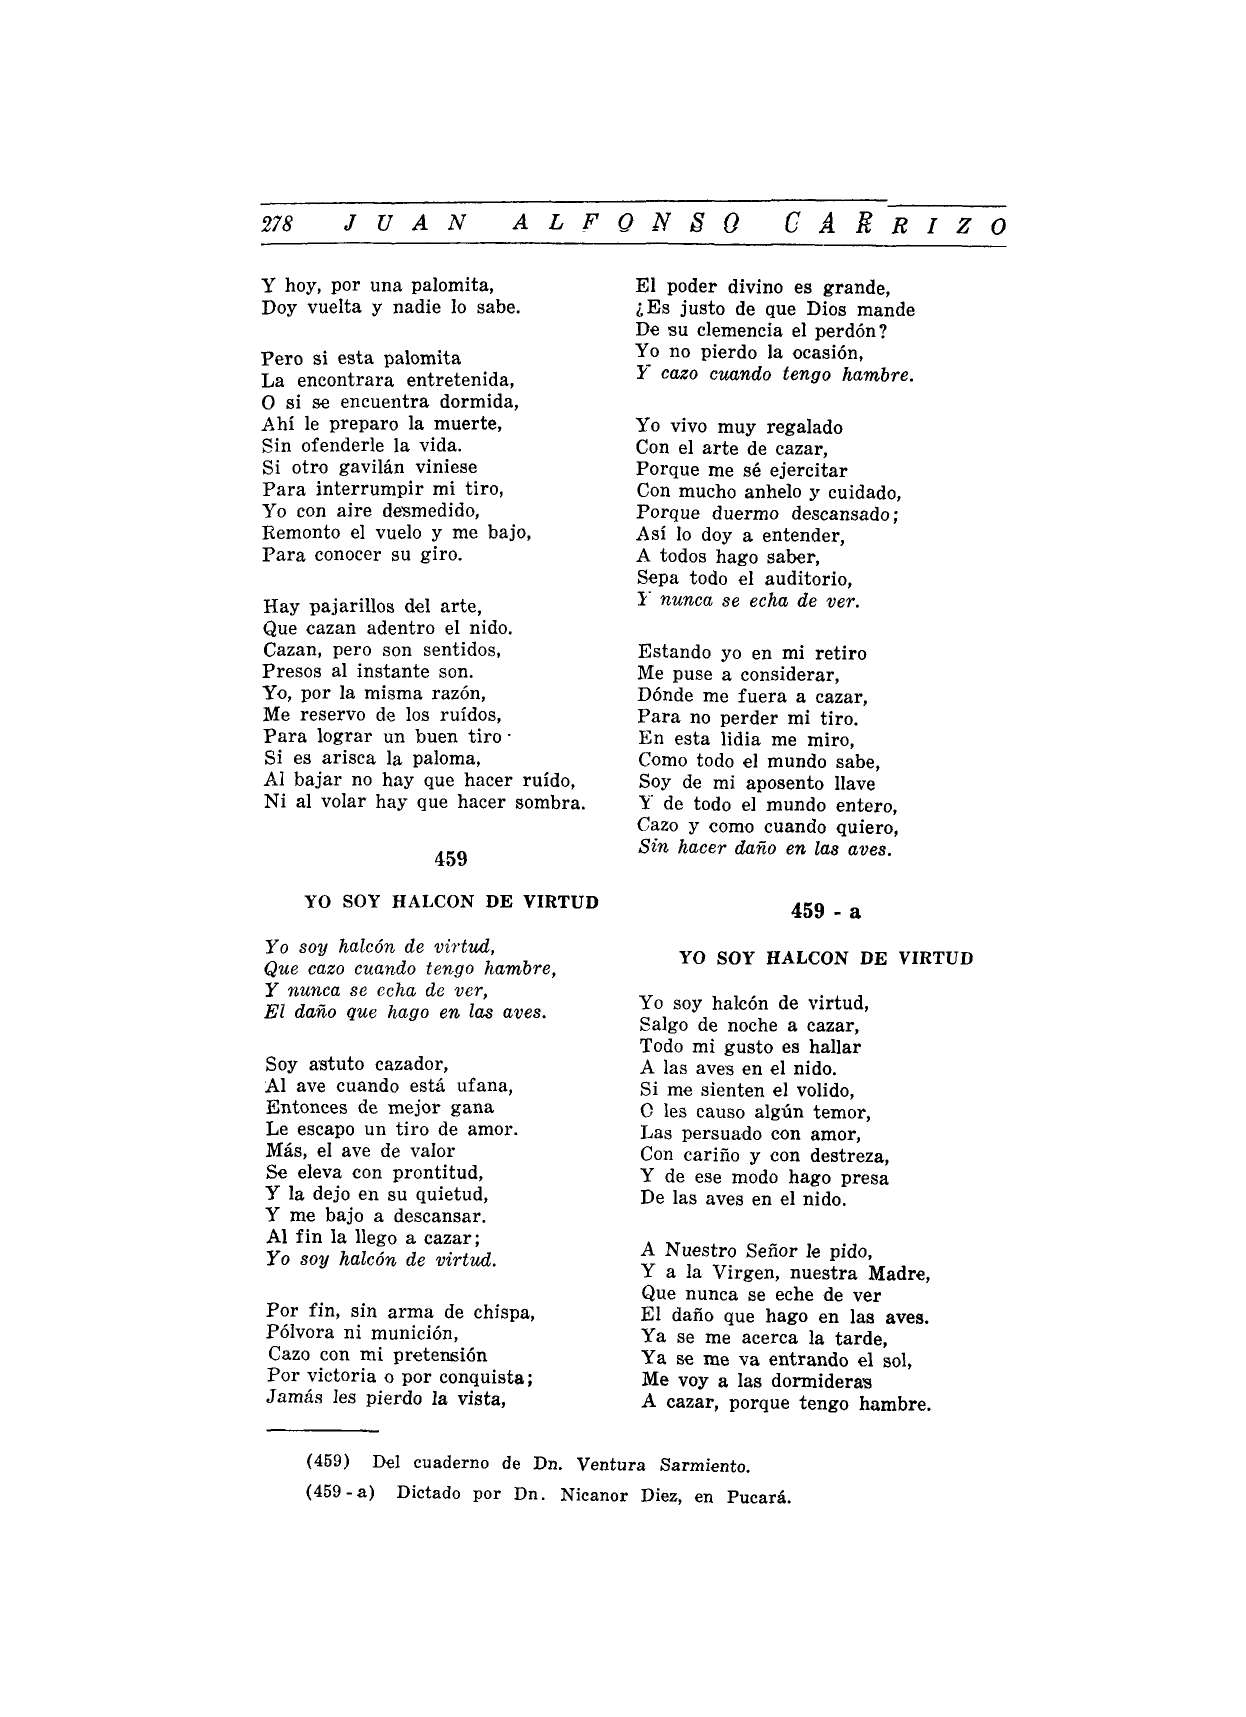 278 JUAN ALFONSO CARRIZO
Y hoy, por una palomita,
Doy vuelta y nadie lo sabe.
Pero si esta palomita
La encontrara entretenida,
O si se encuentra dormida,
Ahí le preparo la muerte,
Sin ofenderle la vida.
Si otro gavilán viniese
Para interrumpir mi tiro,
Yo con aire desmedido,
Remonto el vuelo y me bajo,
Para conocer su giro.
Hay pajarillos del arte,
Que cazan adentro el nido.
Cazan, pero son sentidos,
Presos al instante son.
Yo, por la misma razón,
Me reservo de los ruídos,
Para lograr un buen tiro·
Si es arisca la paloma,
Al bajar no hay que hacer ruído,
Ni al volar hay que hacer sombra.
459
YO SOY HALCON DE VIRTUD
Yo soy halcón de virtud,
Que cazo cuando tengo hambre,
Y nunca se echa de ver,
El daño que hago en las aves.
Soy astuto cazador,
Al ave cuando está ufana,
Entonces de mejor gana
Le escapo un tiro de amor.
Más, el ave de valor
Se eleva con prontitud,
Y la dejo en su quietud,
Y me bajo a descansar.
Al fin la llego a cazar;
Yo soy halcón de virtud.
Por fin, sin arma de chispa,
Pólvora ni munición,
Cazo con mi pretensión
Por victoria o por conquista;
Jamás les pierdo la vista,
El poder divino es grande,
¿Es justo de que Dios mande
De su clemencia el perdón?
Yo no pierdo la ocasión,
Y cazo cuando tengo hambre.
Yo vivo muy regalado
Con el arte de cazar,
Porque me sé ejercitar
Con mucho anhelo y cuidado,
Porque duermo descansado;
Así lo doy a entender,
A todos hago saber,
Sepa todo el auditorio,
Y nunca se echa de ver.
Estando yo en mi retiro
Me puse a considerar,
Dónde me fuera a cazar,
Para no perder mi tiro.
En esta lidia me miro,
Como todo el mundo sabe,
Soy de mi aposento llave
Y de todo el mundo entero,
Cazo y como cuando quiero,
Sin hacer daño en las aves.
459 - a
YO SOY HALCON DE VIRTUD
Yo soy halcón de virtud,
Salgo de noche a cazar,
Todo mi gusto es hallar
A las aves en el nido.
Si me sienten el volido,
O les causo algún temor,
Las persuado con amor,
Con cariño y con destreza,
Y de ese modo hago presa
De las aves en el nido.
A Nuestro Señor le pido,
Y a la Virgen, nuestra Madre,
Que nunca se eche de ver
El daño que hago en las aves.
Ya se me acerca la tarde,
Ya se me va entrando el sol,
Me voy a las dormideras
A cazar, porque tengo hambre.
(459) Del cuaderno de Dn. Ventura Sarmiento.
(459 - a) Dictado por Dn. Nicanor Diez, en Pucará.